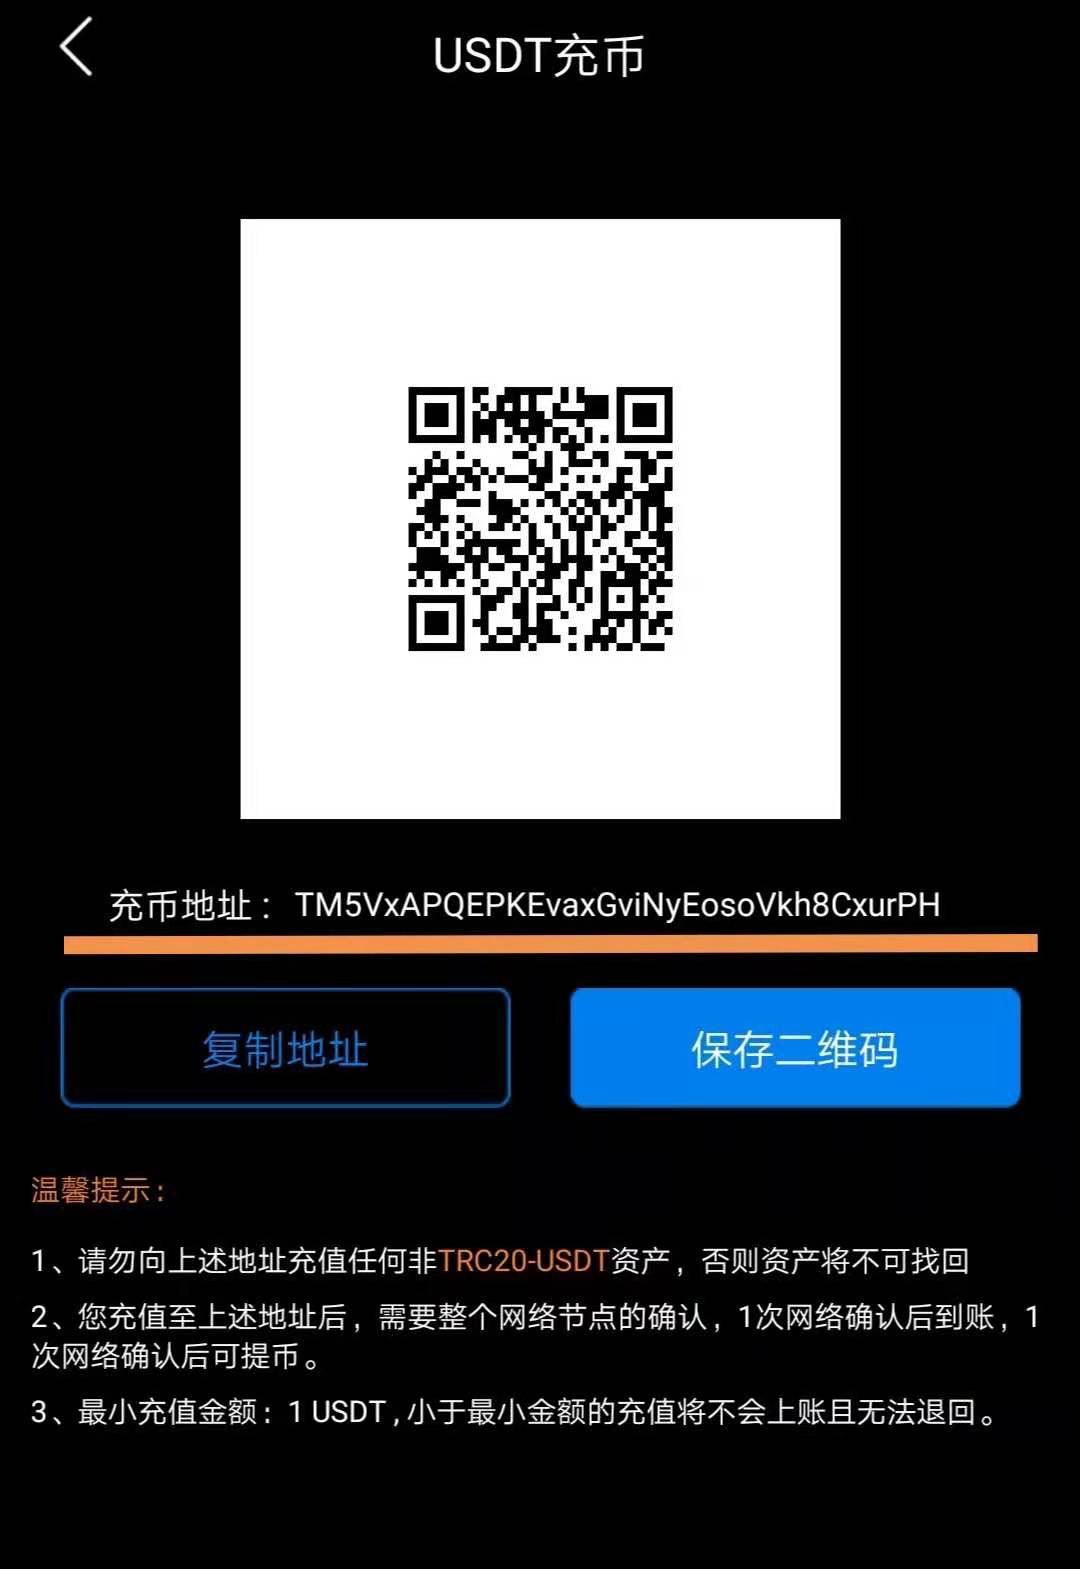 USDT充币
充币地址：TM5VxAPQEPKEvaxGviNyEosoVkh8CxurPH
复制地址
保存二维码
温馨提示：
1、请勿向上述地址充值任何非TRC20-USDT资产，否则资产将不可找回
2、您充值至上述地址后，需要整个网络节点的确认，1次网络确认后到账，1
次网络确认后可提币。
3、最小充值金额：1 USDT , 小于最小金额的充值将不会上账且无法退回。